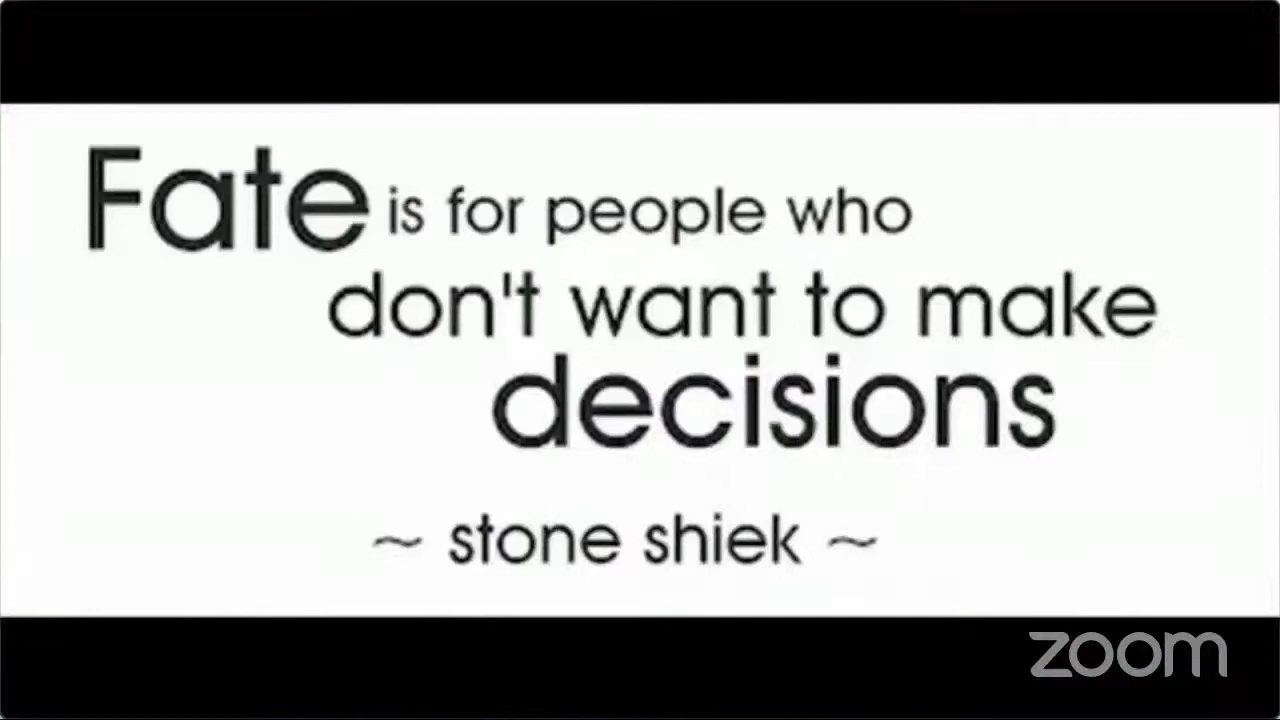 Fate is for people who
don't want to make
decisions
~ stone shiek ~
zoom